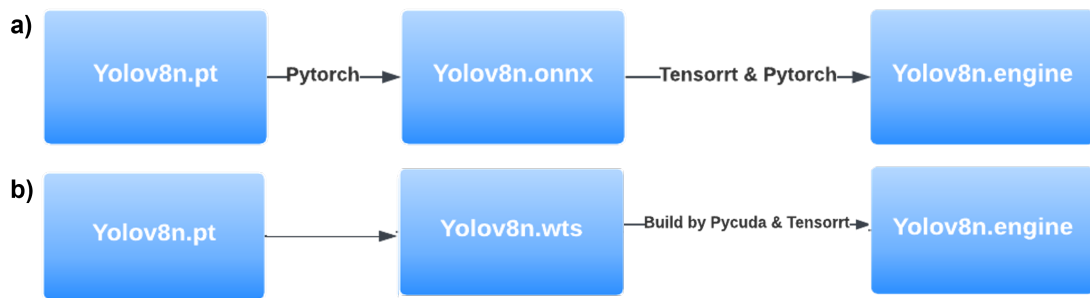 a)
Yolov8n.pt
Pytorch
Yolov8n.onnx
Tensorrt & Pytorch
Yolov8n.engine
b)
Yolov8n.pt
Yolov8n.wts
Build by Pycuda & Tensorrt
Yolov8n.engine